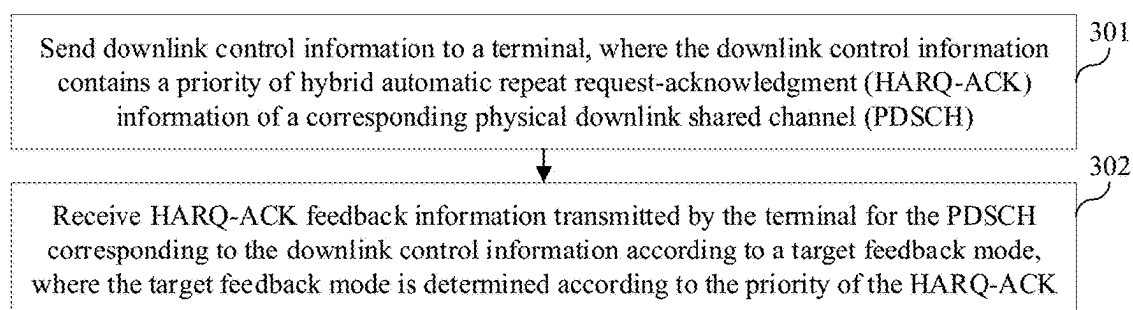 Send downlink control information to a terminal, where the downlink control information
contains a priority of hybrid automatic repeat request-acknowledgment (HARQ-ACK)
information of a corresponding physical downlink shared channel (PDSCH)
301
Receive HARQ-ACK feedback information transmitted by the terminal for the PDSCH
corresponding to the downlink control information according to a target feedback mode,
where the target feedback mode is determined according to the priority of the HARQ-ACK
302